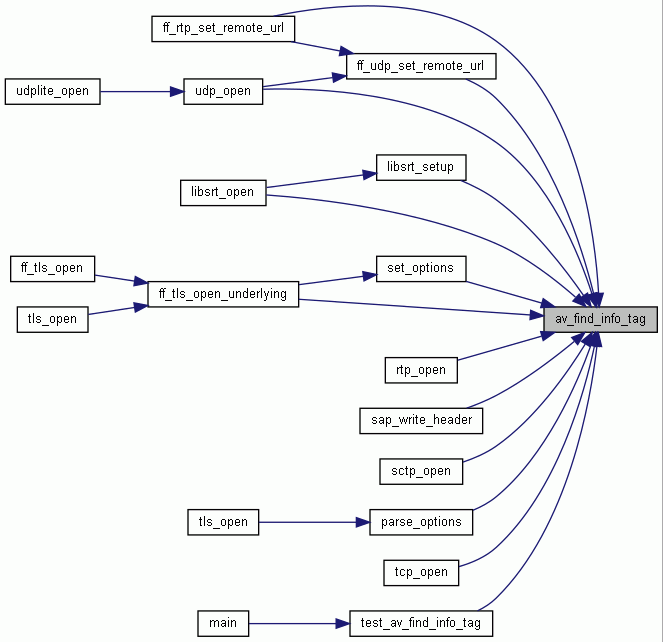 ff_rtp_set_remote_url
ff_udp_set_remote_url
udplite_open
udp_open
libsrt_setup
libsrt_open
ff_tls_open
set_options
ff_tls_open_underlying
tls_open
av_find_info_tag
rtp_open
sap_write_header
sctp_open
tls_open
parse_options
tcp_open
main
test_av_find_info_tag